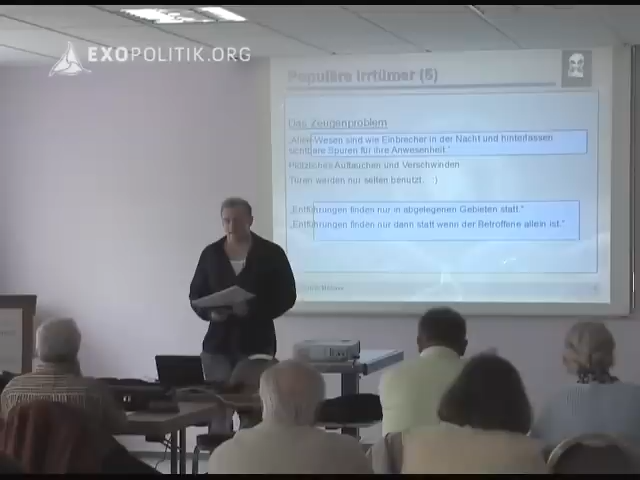 EXOPOLITIK.ORG
Populäre Irrtümer (5)
Das Zeugenproblem
„Alien-Wesen sind wie Einbrecher in der Nacht und hinterlassen
sichtbare Spuren für ihre Anwesenheit.“
Plötzliches Auftauchen und Verschwinden
Türen werden nur selten benutzt. :)
„Entführungen finden nur in abgelegenen Gebieten statt.“
„Entführungen finden nur dann statt wenn der Betroffene allein ist.“